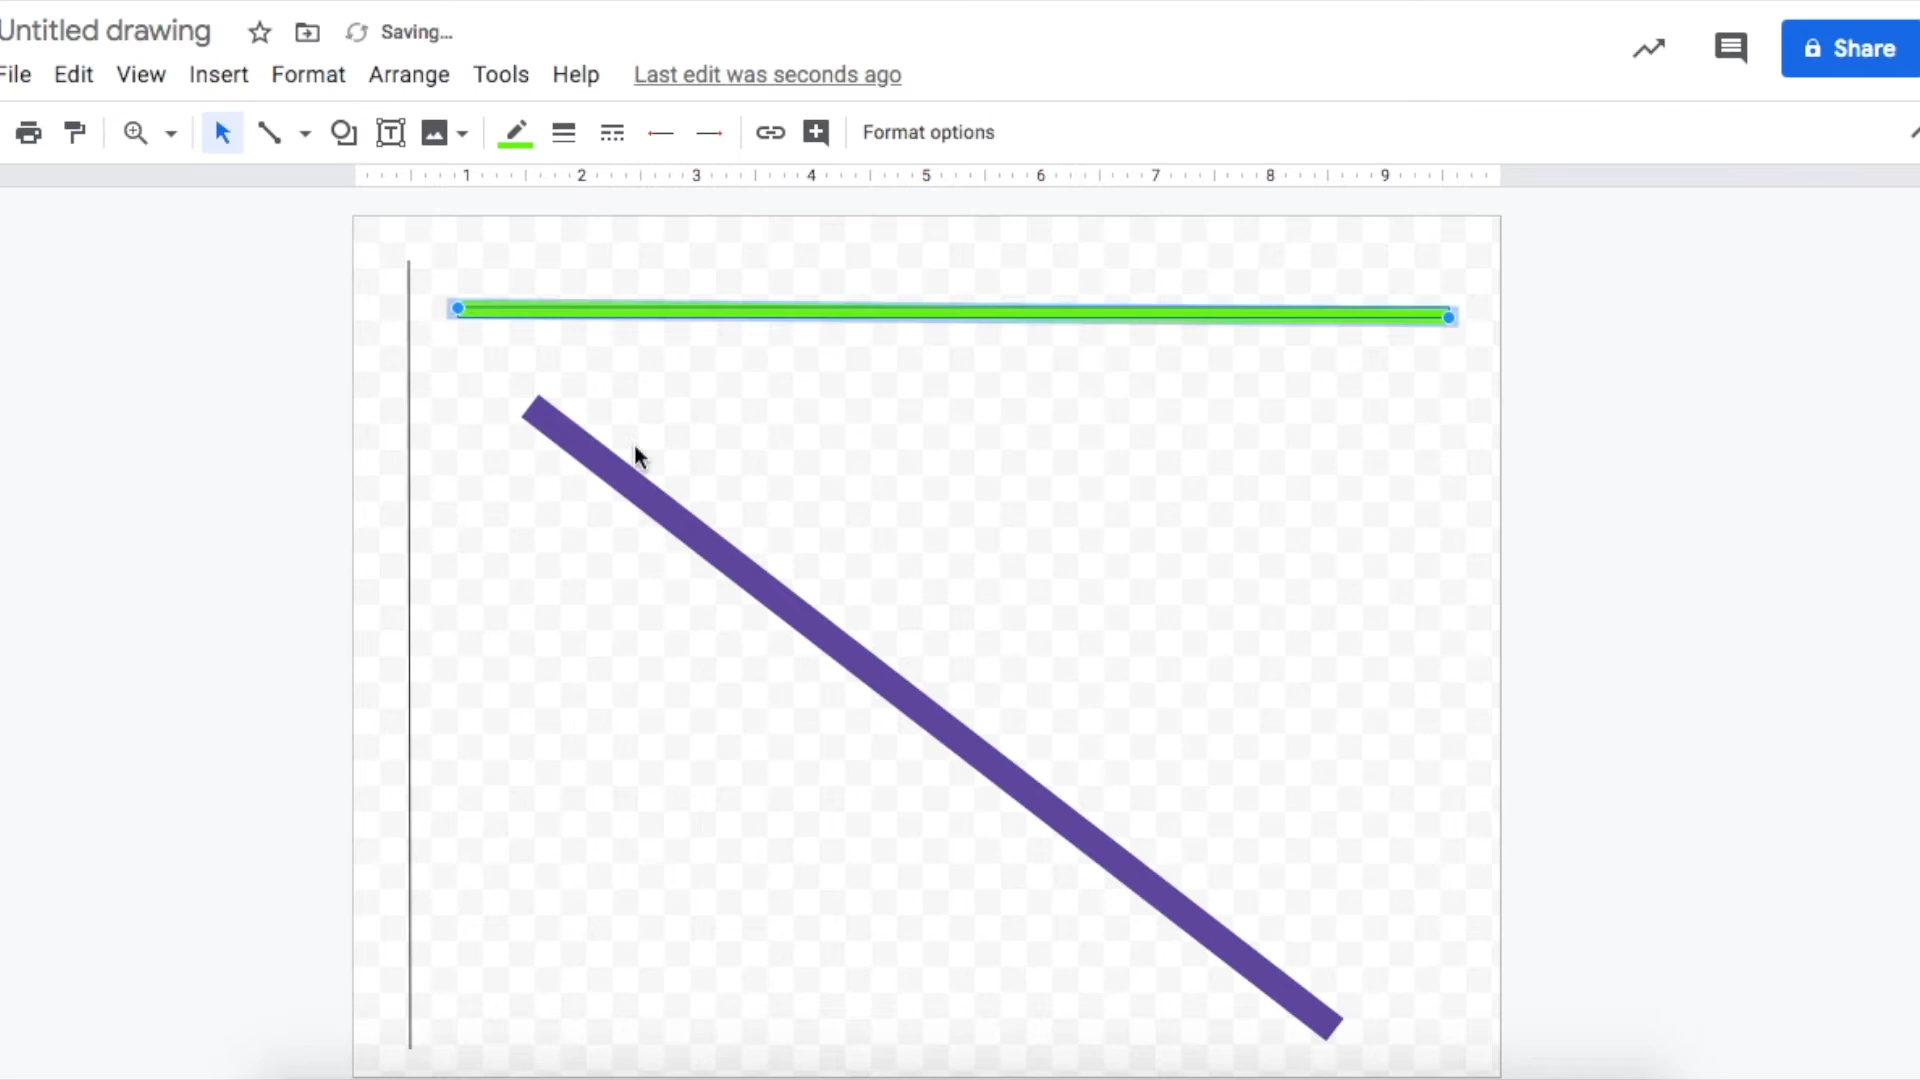 Untitled drawing Saving...
File Edit View Insert Format Arrange Tools Help Last edit was seconds ago
Share
Format options
1 2 3 4 5 6 7 8 9